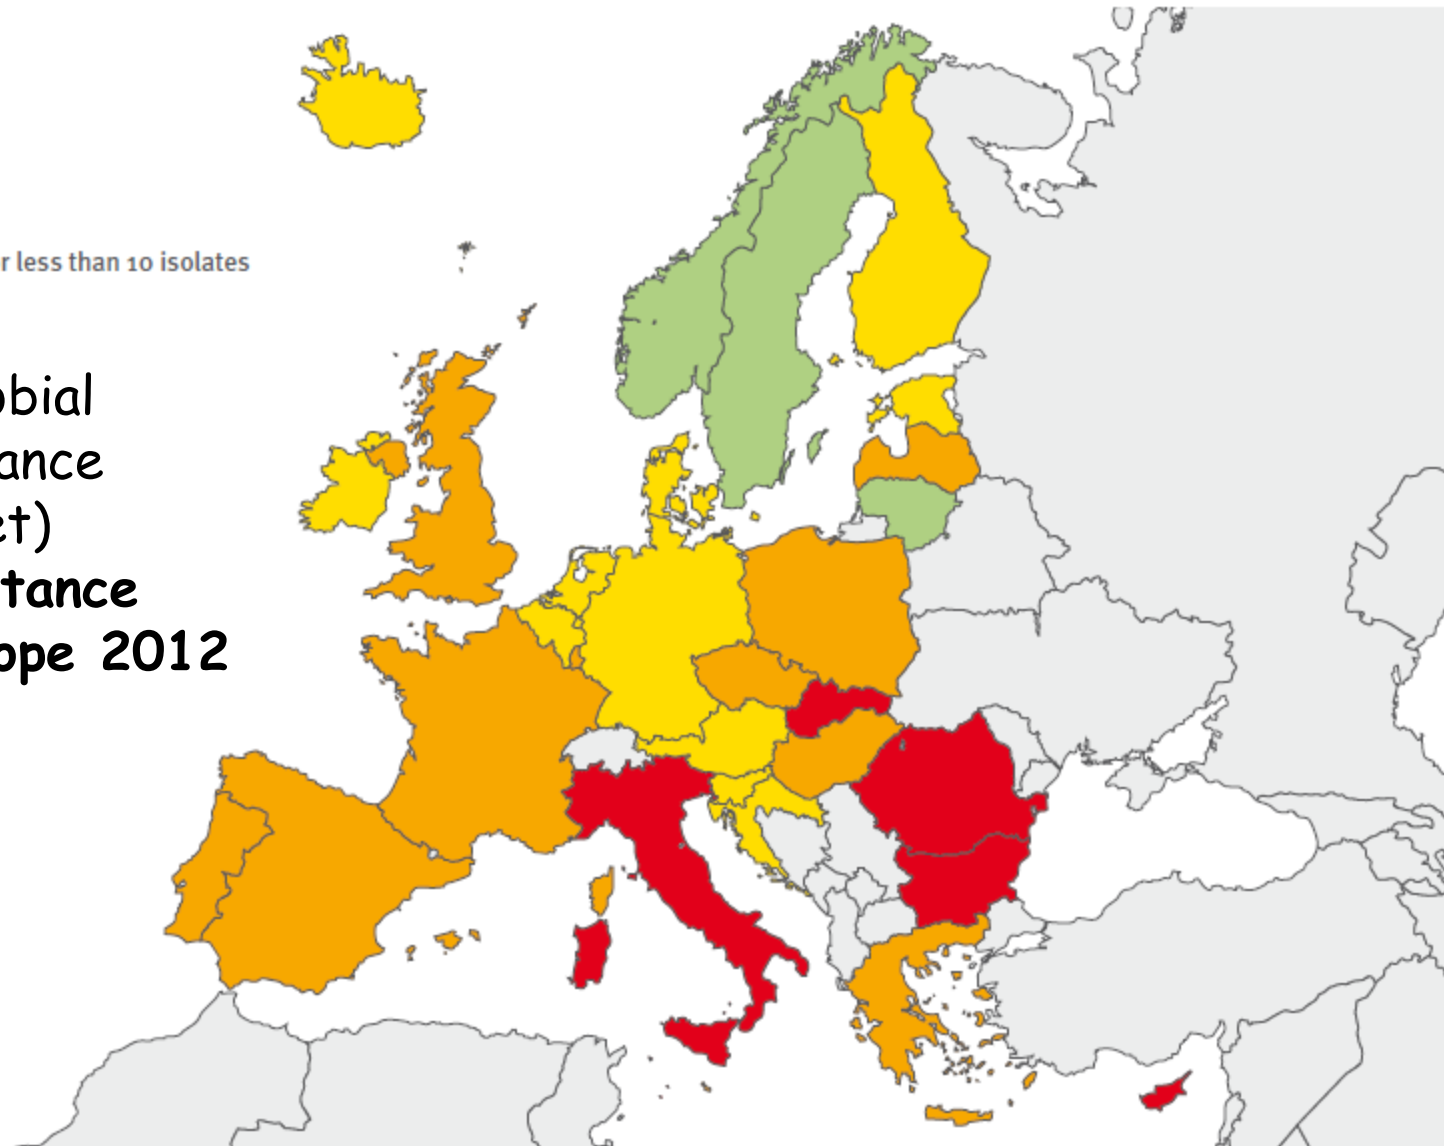 r less than 10 isolates
obial
ance
et)
tance
ope 2012